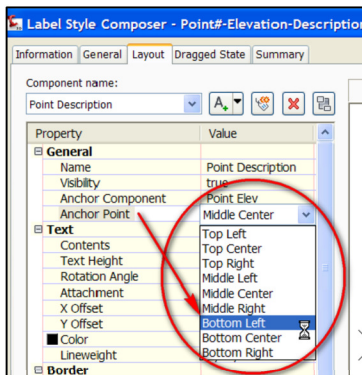 Label Style Composer - Point#-Elevation-Description
Information General Layout Dragged State Summary
Component name:
Point Description
A
Property Value
General
Name Point Description
Visibility true
Anchor Component Point Elev
Anchor Point Middle Center
Text
Contents
Text Height
Rotation Angle
Attachment
X Offset
Y Offset
Color
Lineweight
Border
Top Left
Top Center
Top Right
Middle Left
Middle Center
Middle Right
Bottom Left
Bottom Center
Bottom Right